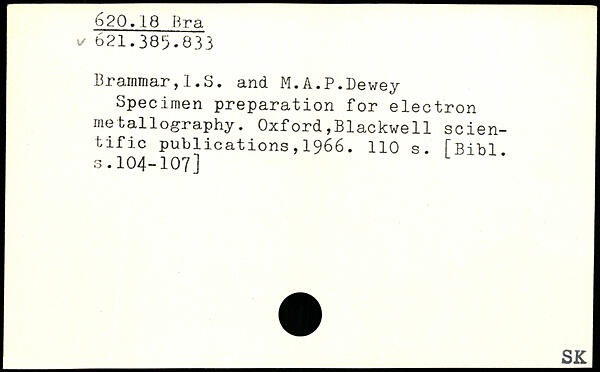 620.18 Bra
v 621.385.833
Brammar,I.S. and M.A.P.Dewey
Specimen preparation for electron
metallography. Oxford,Blackwell scien-
tific publications,1966. 110 s. [Bibl.
s.104-107]
SK